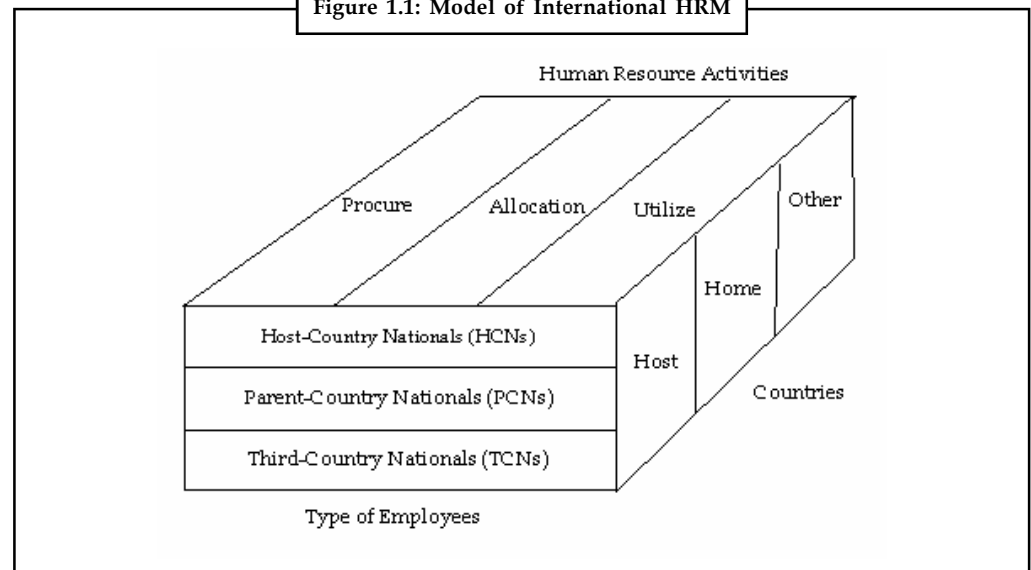 Figure 1.1: Model of International HRM
Human Resource Activities
Procure
Allocation
Utilize
Other
Home
Host
Host-Country Nationals (HCNs)
Parent-Country Nationals (PCNs)
Third-Country Nationals (TCNs)
Countries
Type of Employees